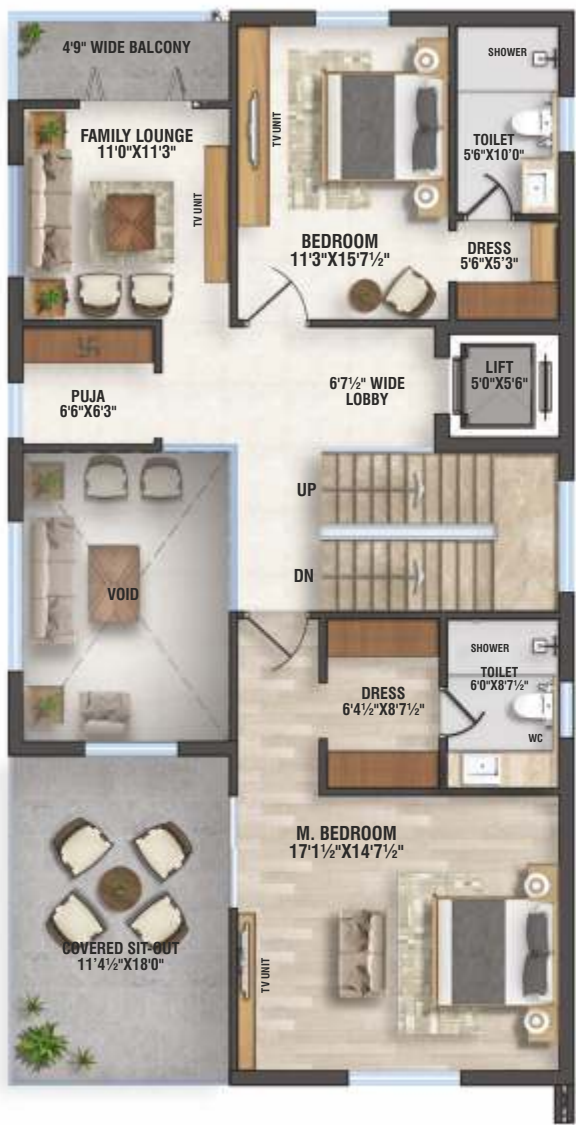 4'9" WIDE BALCONY
FAMILY LOUNGE
11'0"X11'3"
TV UNIT
TV UNIT
BEDROOM
11'3"X15'7½"
SHOWER
TOILET
5'6"X10'0"
DRESS
5'6"X5'3"
PUJA
6'6"X6'3"
6'7½" WIDE
LOBBY
LIFT
5'0"X5'6"
UP
DN
VOID
DRESS
6'4½"X8'7½"
SHOWER
TOILET
6'0"X8'7½"
WC
M. BEDROOM
17'1½"X14'7½"
TV UNIT
COVERED SIT-OUT
11'4½"X18'0"